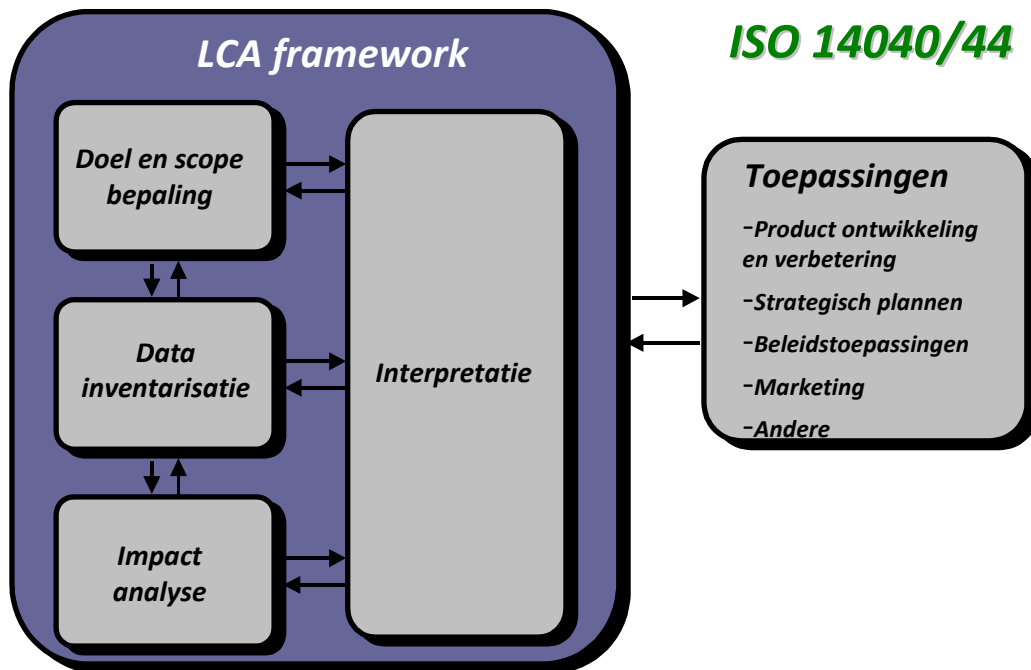 LCA framework
ISO 14040/44
Doel en scope
bepaling
Data
inventarisatie
Impact
analyse
Interpretatie
Toepassingen
-Product ontwikkeling
en verbetering
-Strategisch plannen
-Beleidstoepassingen
-Marketing
-Andere